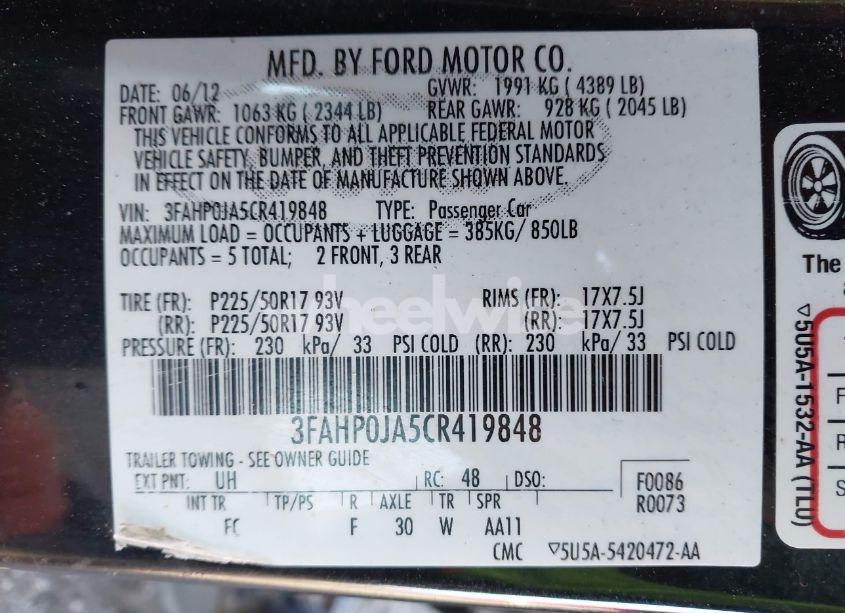 MFD. BY FORD MOTOR CO.
DATE: 06/12 GVWR: 1991 KG ( 4389 LB)
FRONT GAWR: 1063 KG ( 2344 LB) REAR GAWR: 928 KG ( 2045 LB)
THIS VEHICLE CONFORMS TO ALL APPLICABLE FEDERAL MOTOR
VEHICLE SAFETY, BUMPER, AND THEFT PREVENTION STANDARDS
IN EFFECT ON THE DATE OF MANUFACTURE SHOWN ABOVE.
VIN: 3FAHP0JA5CR419848 TYPE: Passenger Car
MAXIMUM LOAD = OCCUPANTS + LUGGAGE = 385KG/ 850LB
OCCUPANTS = 5 TOTAL; 2 FRONT, 3 REAR
TIRE (FR): P225/50R17 93V RIMS (FR): 17X7.5J
(RR): P225/50R17 93V (RR): 17X7.5J
PRESSURE (FR): 230 kPa/ 33 PSI COLD (RR): 230 kPa/ 33 PSI COLD
3FAHP0JA5CR419848
TRAILER TOWING - SEE OWNER GUIDE
EXT PNT: UH RC: 48 DSO: F0086
R0073
INT TR TP/PS R AXLE TR SPR
FC F 30 W AA11
CMC ▽5U5A-5420472-AA
The
▽5U5A-1532-AA (TLU)
F
R
S
heelwire